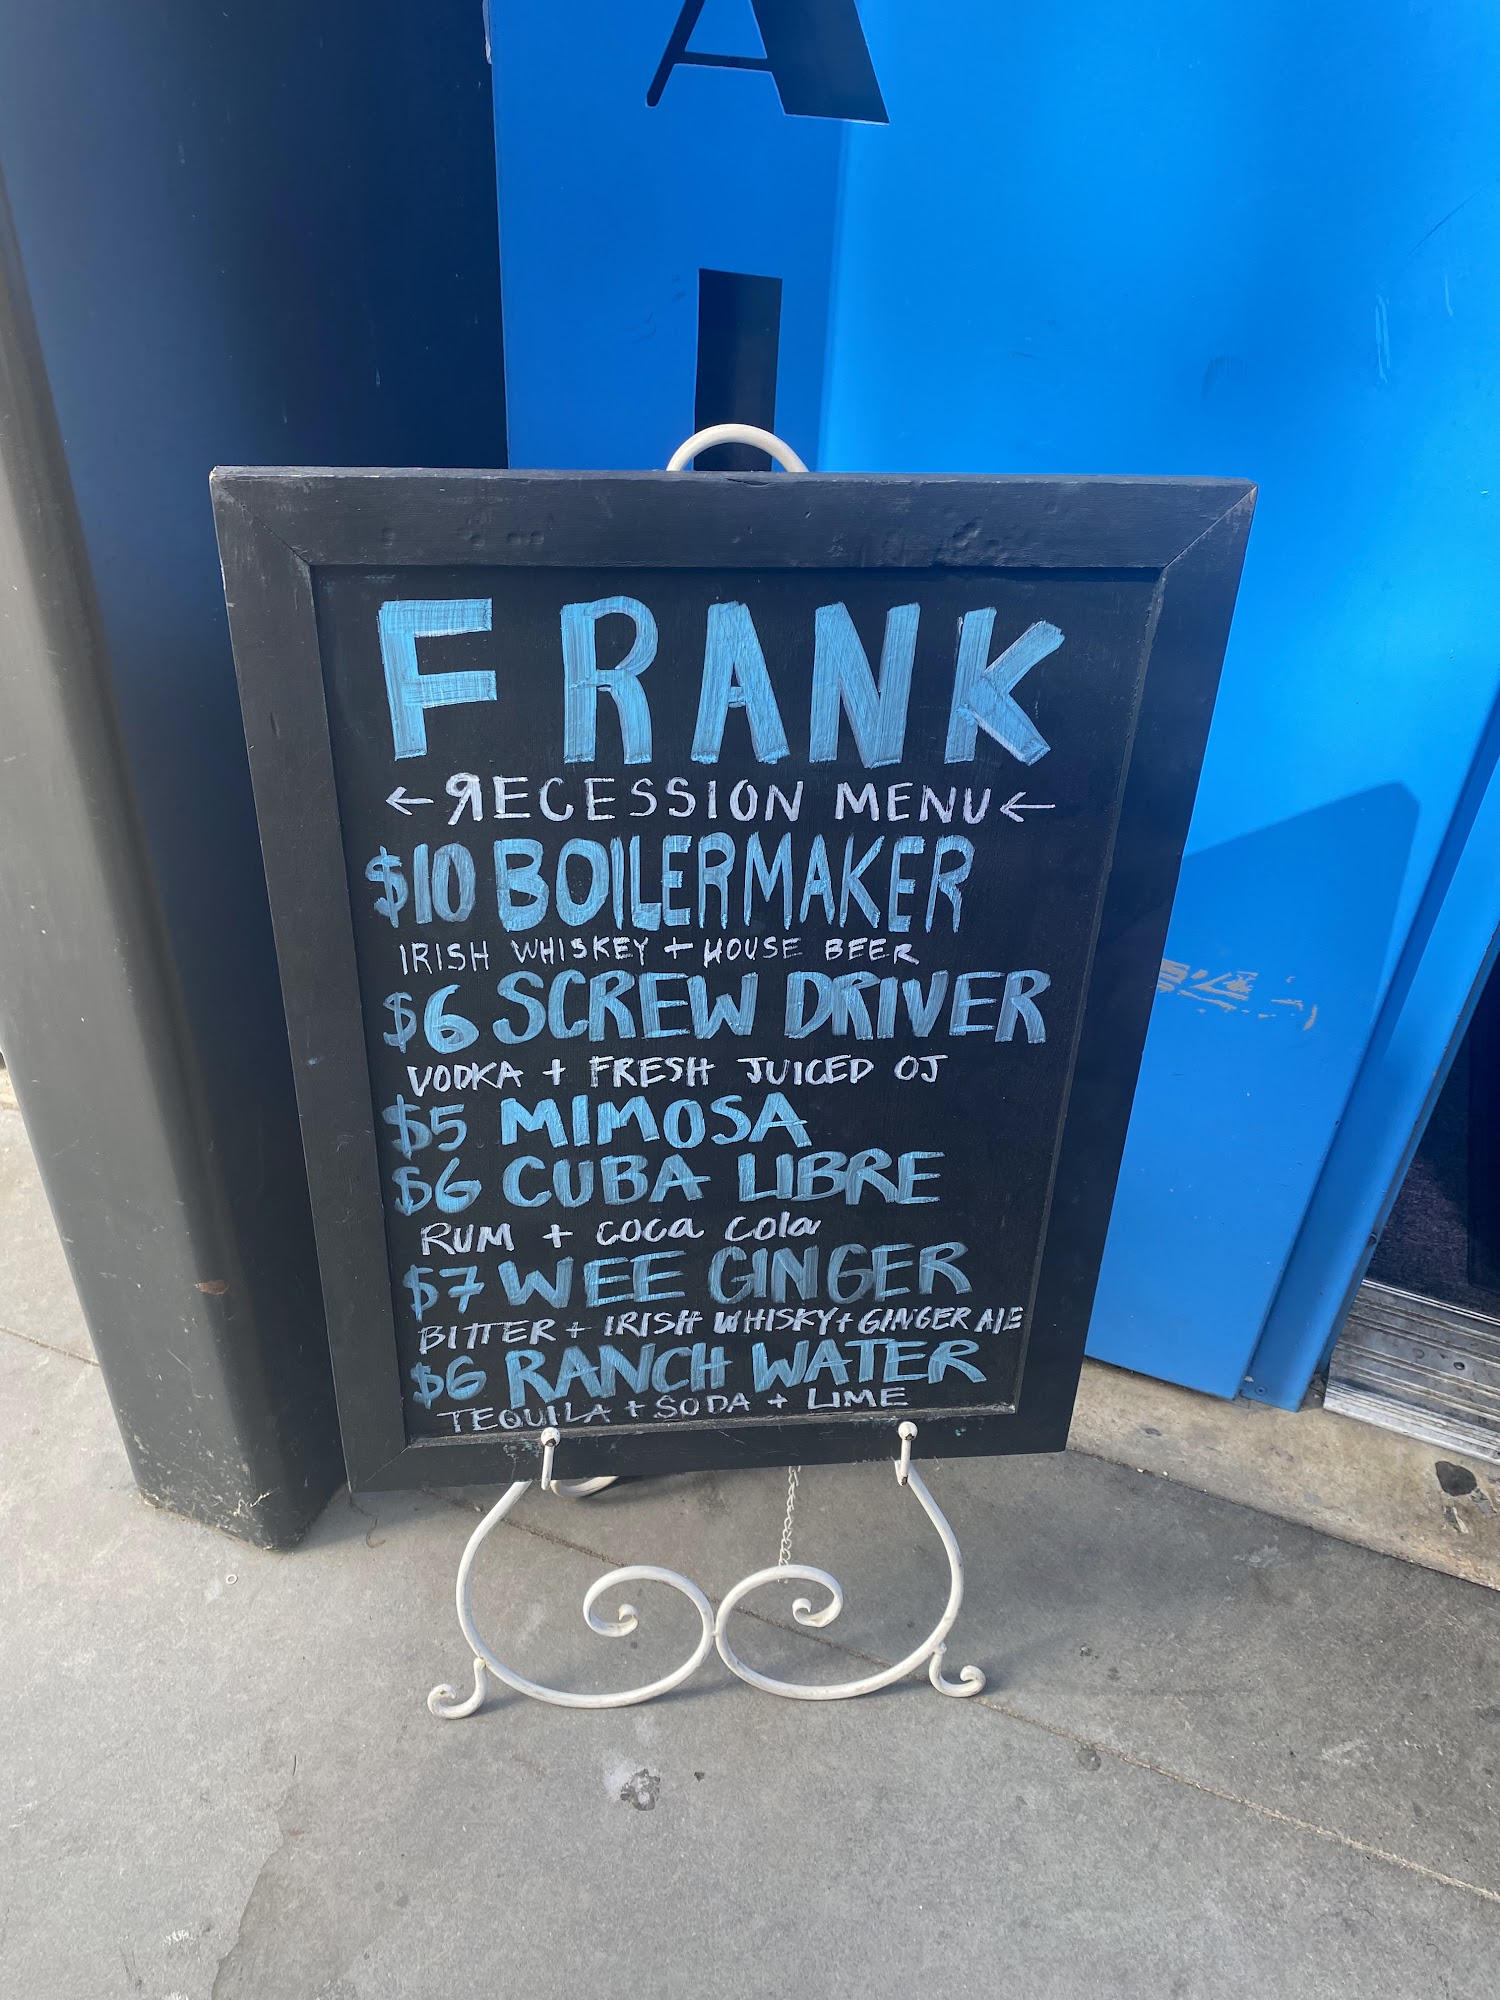 A
FRANK
← RECESSION MENU ←
$10 BOILERMAKER
IRISH WHISKEY + HOUSE BEER
$6 SCREW DRIVER
VODKA + FRESH JUICED OJ
$5 MIMOSA
$6 CUBA LIBRE
RUM + COCA COLA
$7 WEE GINGER
BITTER + IRISH WHISKY + GINGER ALE
$6 RANCH WATER
TEQUILA + SODA + LIME